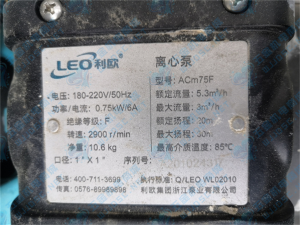 LEO 利欧
离心泵
型号: ACm75F
电压: 180-220V/50Hz
额定流量: 5.3m³/h
功率/电流: 0.75kW/6A
最大流量: 8m³/h
绝缘等级: F
额定扬程: 20m
转速: 2900 r/min
最大扬程: 30m
净重: 10.6kg
最高介质温度: 85℃
口径: 1" X 1"
序列号:
电话: 400-711-3699
执行标准: Q/LEO WL02010
传真: 0576-89989898
利欧集团浙江泵业有限公司